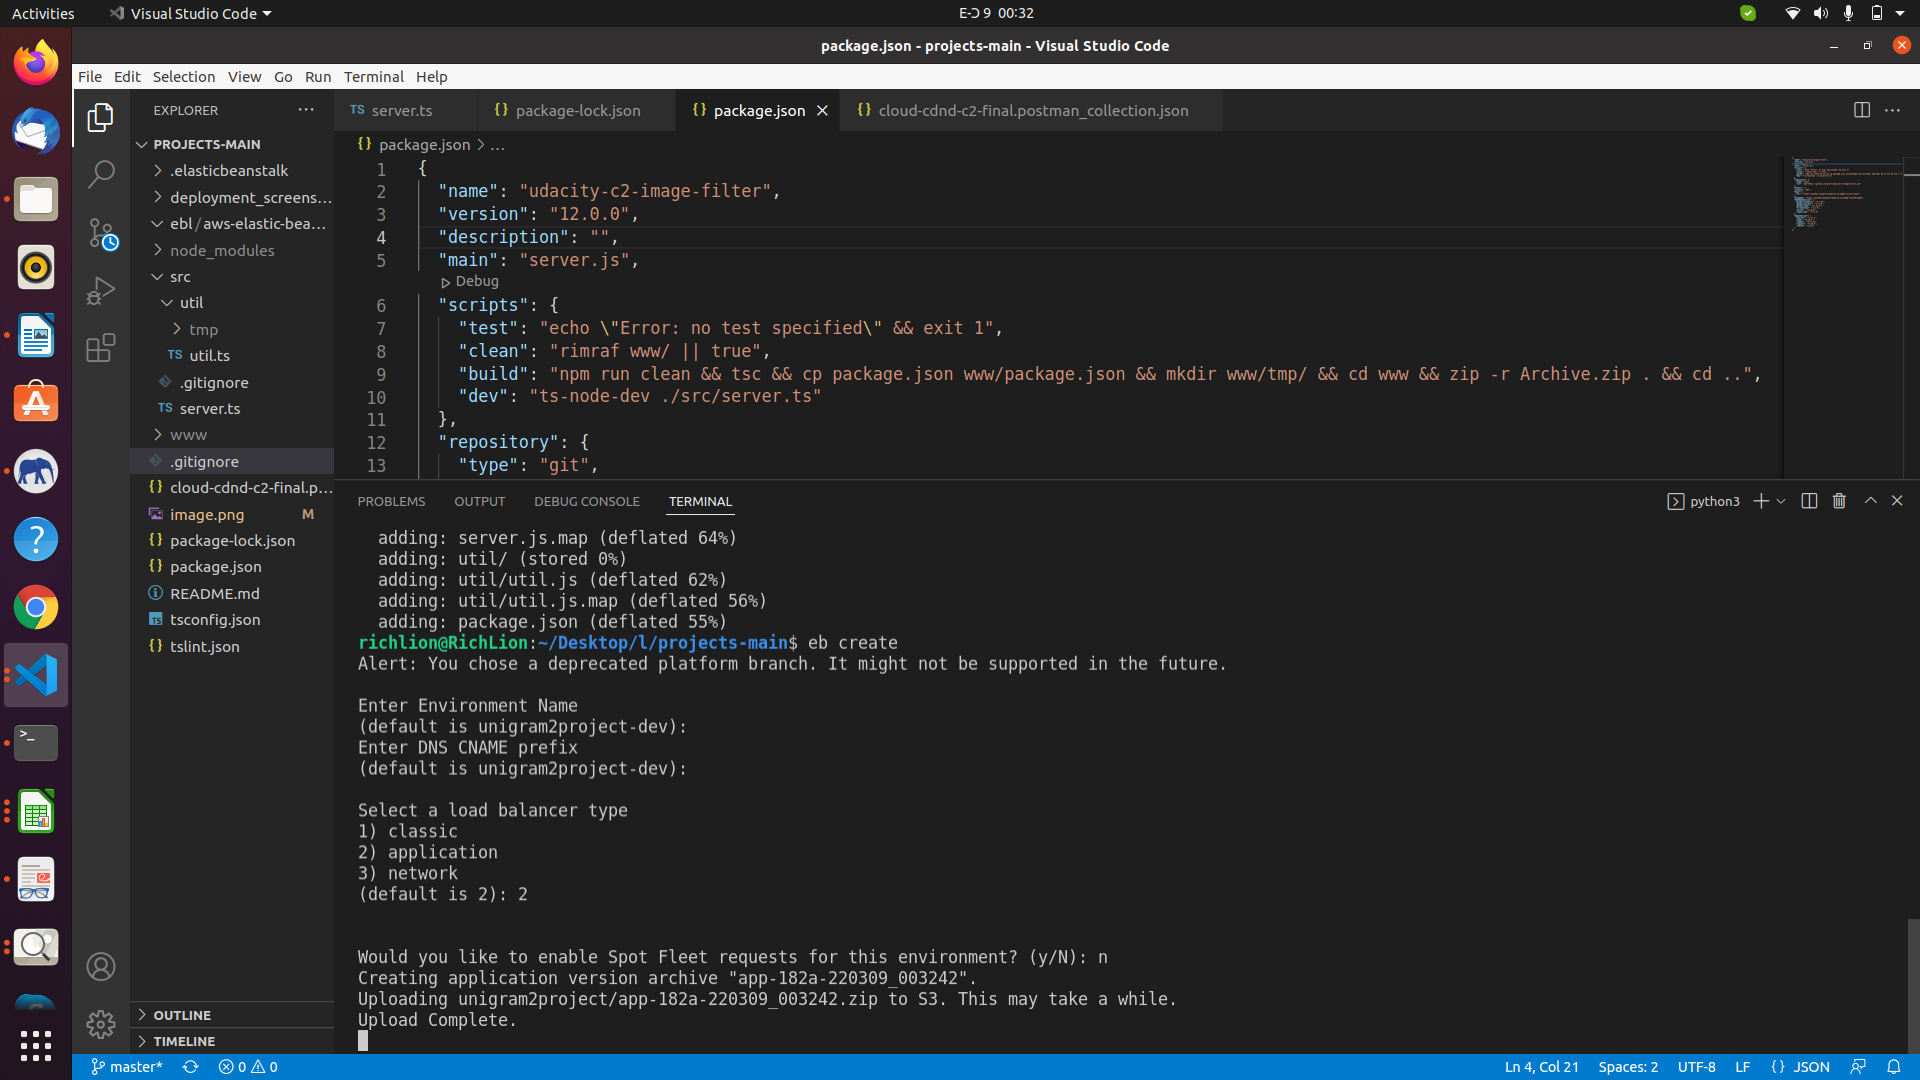 Activities
Visual Studio Code
00:32
package.json - projects-main - Visual Studio Code
File Edit Selection View Go Run Terminal Help
EXPLORER
PROJECTS-MAIN
.elasticbeanstalk
deployment_screens...
ebl/aws-elastic-bea...
node_modules
src
util
tmp
TS util.ts
.gitignore
TS server.ts
www
.gitignore
{} cloud-cdnd-c2-final.p...
image.png M
{} package-lock.json
{} package.json
README.md
TS tsconfig.json
{} tslint.json
OUTLINE
TIMELINE
TS server.ts
{} package-lock.json
{} package.json
{} cloud-cdnd-c2-final.postman_collection.json
{} package.json > ...
1 {
2 "name": "udacity-c2-image-filter",
3 "version": "12.0.0",
4 "description": "",
5 "main": "server.js",
Debug
6 "scripts": {
7 "test": "echo \"Error: no test specified\" && exit 1",
8 "clean": "rimraf www/ || true",
9 "build": "npm run clean && tsc && cp package.json www/package.json && mkdir www/tmp/ && cd www && zip -r Archive.zip . && cd ..",
10 "dev": "ts-node-dev ./src/server.ts"
11 },
12 "repository": {
13 "type": "git",
PROBLEMS OUTPUT DEBUG CONSOLE TERMINAL
python3
adding: server.js.map (deflated 64%)
adding: util/ (stored 0%)
adding: util/util.js (deflated 62%)
adding: util/util.js.map (deflated 56%)
adding: package.json (deflated 55%)
richlion@RichLion:~/Desktop/l/projects-main$ eb create
Alert: You chose a deprecated platform branch. It might not be supported in the future.
Enter Environment Name
(default is unigram2project-dev):
Enter DNS CNAME prefix
(default is unigram2project-dev):
Select a load balancer type
1) classic
2) application
3) network
(default is 2): 2
Would you like to enable Spot Fleet requests for this environment? (y/N): n
Creating application version archive "app-182a-220309_003242".
Uploading unigram2project/app-182a-220309_003242.zip to S3. This may take a while.
Upload Complete.
master* 0 0
Ln 4, Col 21 Spaces: 2 UTF-8 LF {} JSON